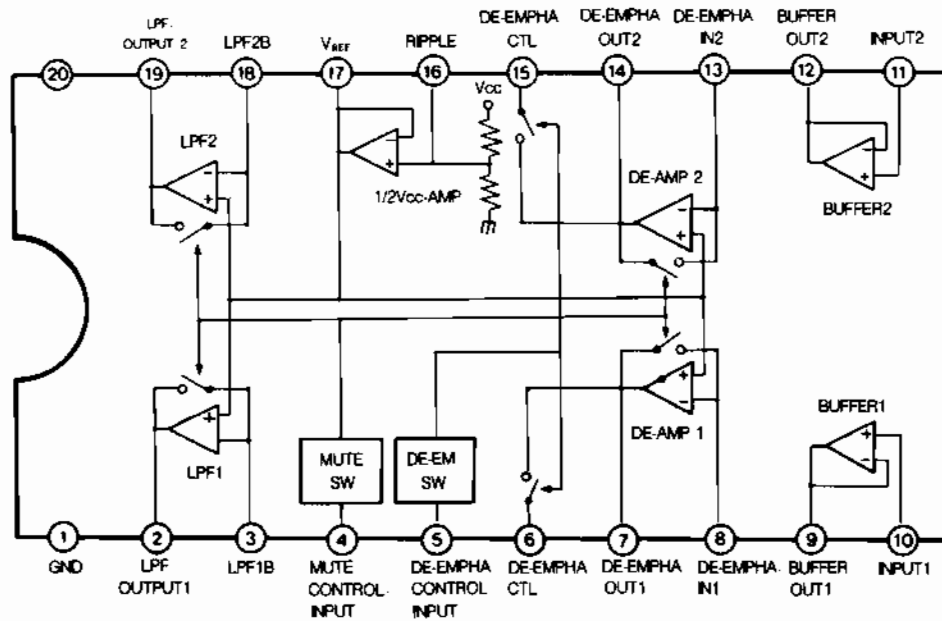 LPF.
OUTPUT 2
LPF2B
VREF
RIPPLE
DE-EMPHA
CTL
DE-EMPHA
OUT2
DE-EMPHA
IN2
BUFFER
OUT2
INPUT2
20
19
18
17
16
15
14
13
12
11
Vcc
LPF2
-
+
-
+
1/2Vcc-AMP
DE-AMP 2
-
+
-
+
BUFFER2
LPF1
+
-
MUTE
SW
DE-EM
SW
DE-AMP 1
+
-
BUFFER1
+
-
1
2
3
4
5
6
7
8
9
10
GND
LPF
OUTPUT1
LPF1B
MUTE
CONTROL.
INPUT
DE-EMPHA
CONTROL
INPUT
DE-EMPHA
CTL
DE-EMPHA
OUT1
DE-EMPHA.
IN1
BUFFER
OUT1
INPUT1